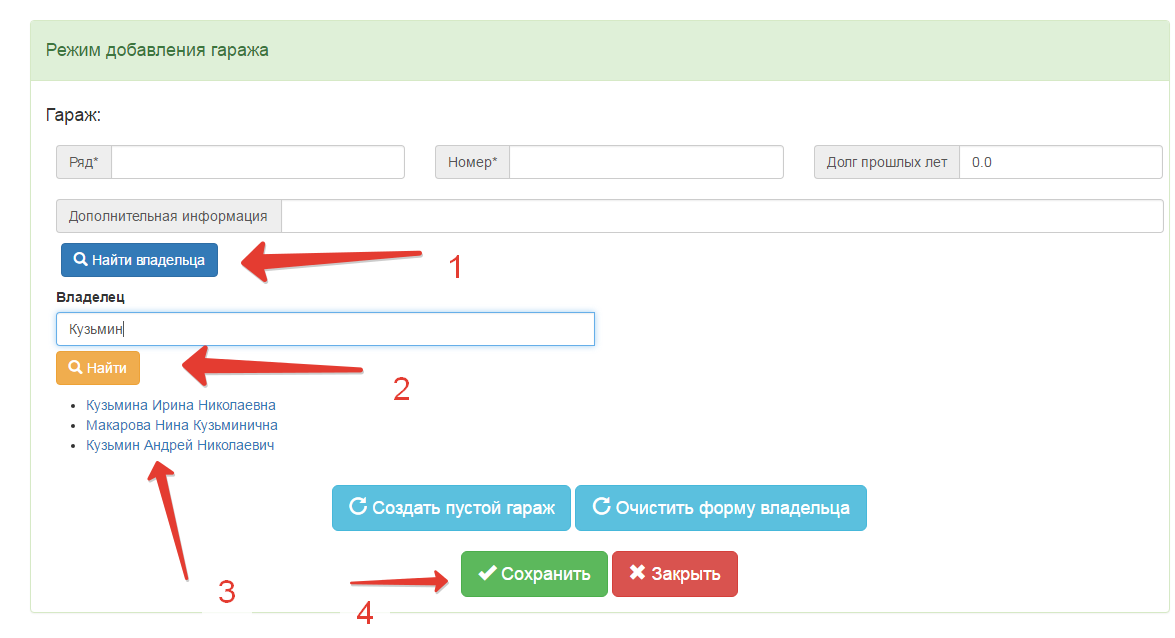 Режим добавления гаража
Гараж:
Ряд*
Номер*
Долг прошлых лет 0.0
Дополнительная информация
Найти владельца
1
Владелец
Кузьмин
Найти
2
Кузьмина Ирина Николаевна
Макарова Нина Кузьминична
Кузьмин Андрей Николаевич
Создать пустой гараж
Очистить форму владельца
Сохранить
Закрыть
3
4